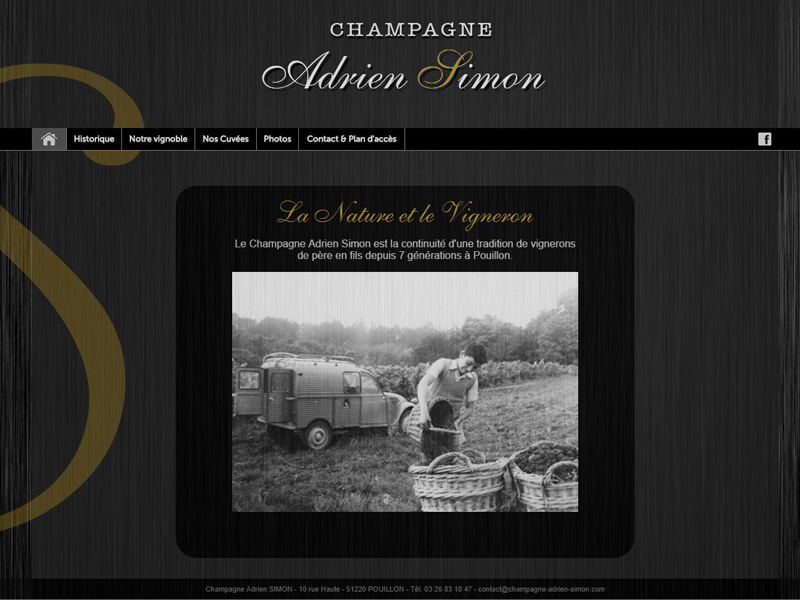 CHAMPAGNE
Adrien Simon
Historique
Notre vignoble
Nos Cuvées
Photos
Contact & Plan d'accès
La Nature et le Vigneron
Le Champagne Adrien Simon est la continuité d'une tradition de vignerons
de père en fils depuis 7 générations à Pouillon.
Champagne Adrien SIMON - 10 rue Haute - 51220 POUILLON - Tél. 03 26 83 18 47 - contact@champagne-adrien-simon.com